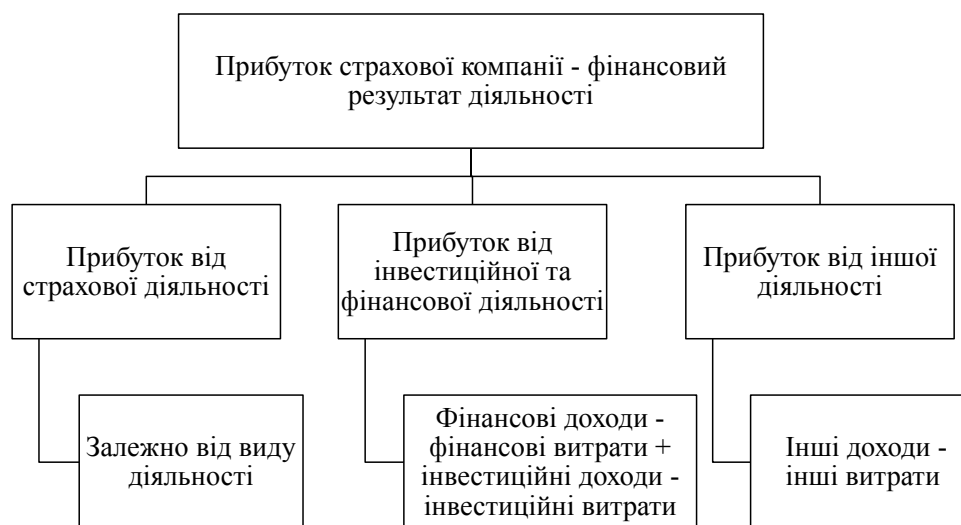 Прибуток страхової компанії - фінансовий
результат діяльності
Прибуток від
страхової діяльності
Прибуток від
інвестиційної та
фінансової діяльності
Прибуток від іншої
діяльності
Залежно від виду
діяльності
Фінансові доходи -
фінансові витрати +
інвестиційні доходи -
інвестиційні витрати
Інші доходи -
інші витрати